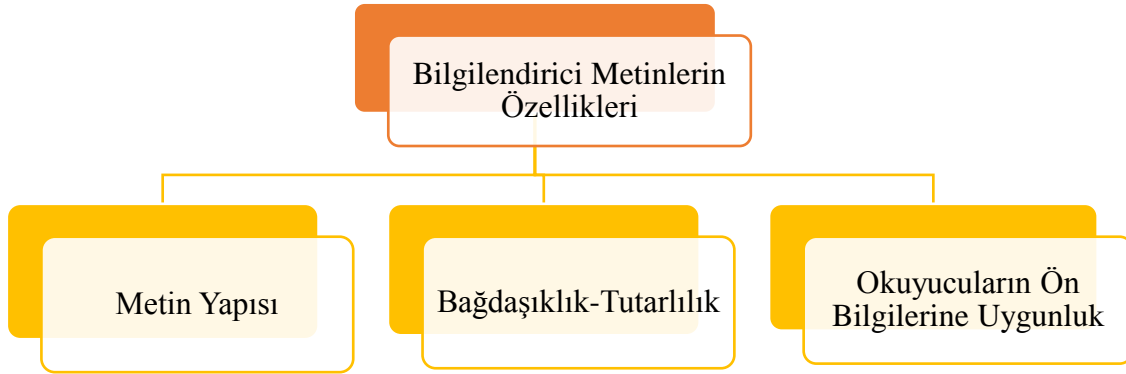 Bilgilendirici Metinlerin
Özellikleri
Metin Yapısı
Bağdaşıklık-Tutarlılık
Okuyucuların Ön
Bilgilerine Uygunluk